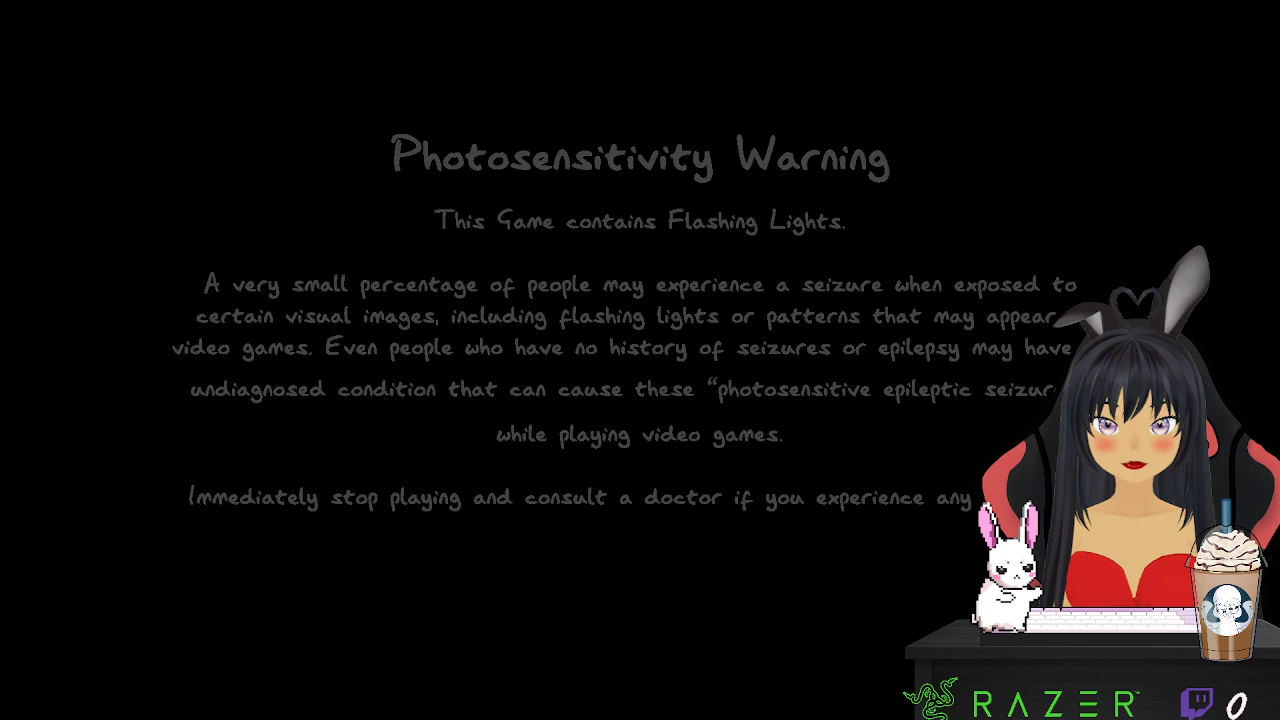 Photosensitivity Warning
This Game contains Flashing Lights.
A very small percentage of people may experience a seizure when exposed to
certain visual images, including flashing lights or patterns that may appear
video games. Even people who have no history of seizures or epilepsy may have
undiagnosed condition that can cause these “photosensitive epileptic
while playing video games.
Immediately stop playing and consult a doctor if you experience any
RAZER™
0